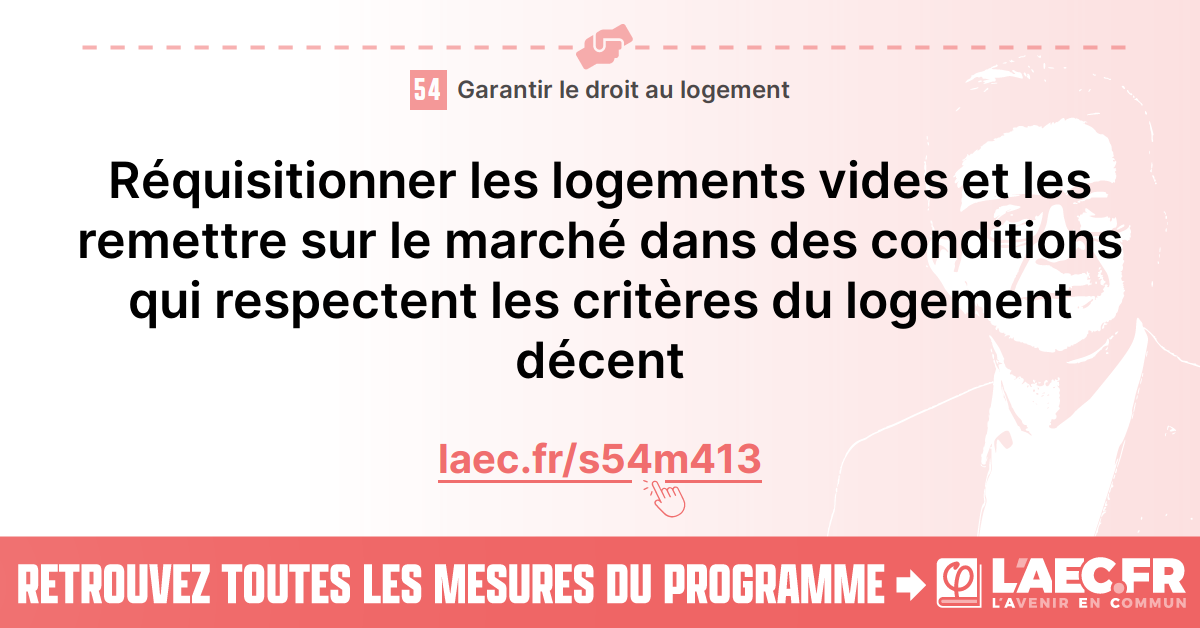 54 Garantir le droit au logement
Réquisitionner les logements vides et les
remettre sur le marché dans des conditions
qui respectent les critères du logement
décent
laec.fr/s54m413
RETROUVEZ TOUTES LES MESURES DU PROGRAMME
L'AEC.FR
L'AVENIR EN COMMUN